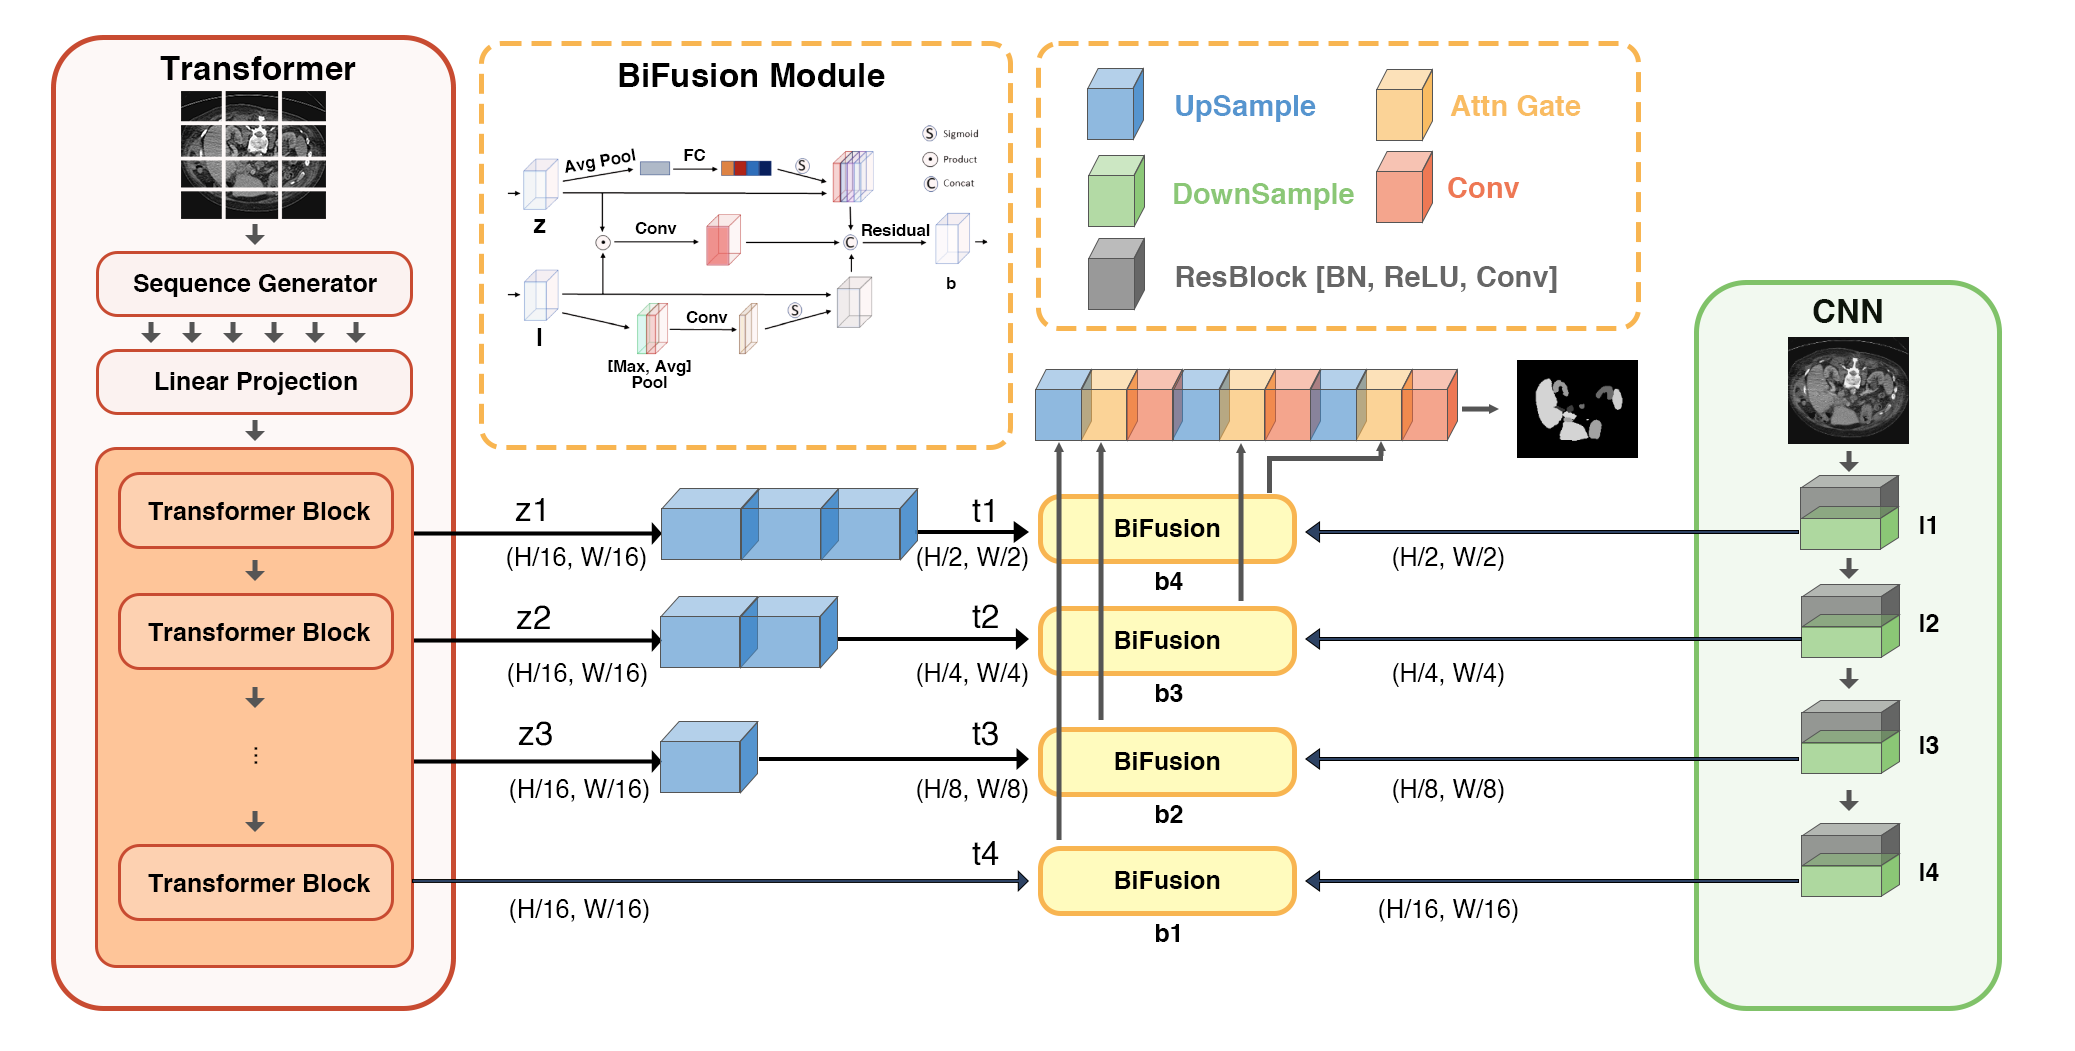 Transformer
Sequence Generator
Linear Projection
Transformer Block
Transformer Block
...
Transformer Block
BiFusion Module
Avg Pool
FC
S
S Sigmoid
Product
C Concat
z
Conv
C
Residual
b
l
Conv
S
[Max, Avg]
Pool
UpSample
Attn Gate
DownSample
Conv
ResBlock [BN, ReLU, Conv]
z1
(H/16, W/16)
t1
(H/2, W/2)
BiFusion
b4
(H/2, W/2)
z2
(H/16, W/16)
t2
(H/4, W/4)
BiFusion
b3
(H/4, W/4)
z3
(H/16, W/16)
t3
(H/8, W/8)
BiFusion
b2
(H/8, W/8)
(H/16, W/16)
t4
BiFusion
b1
(H/16, W/16)
CNN
l1
l2
l3
l4